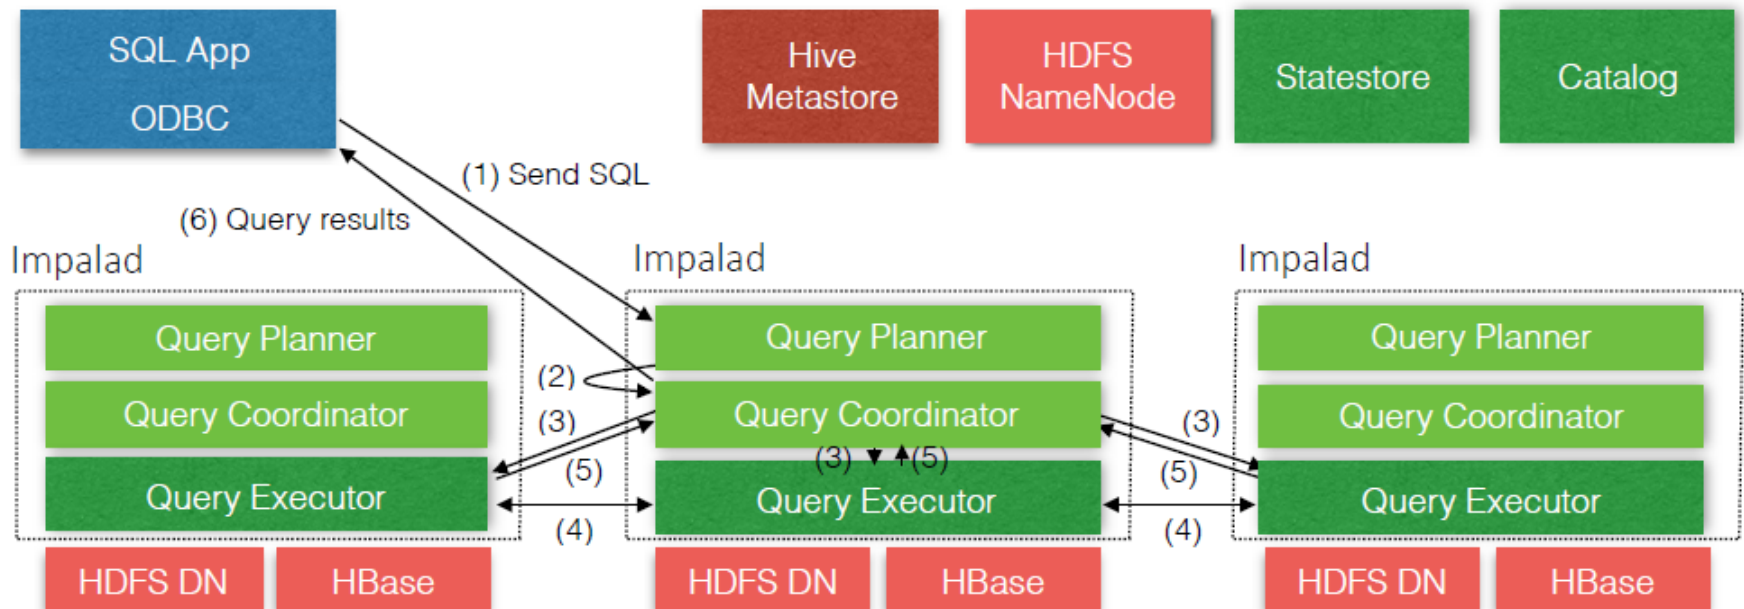 SQL App
ODBC
Hive
Metastore
HDFS
NameNode
Statestore
Catalog
(1) Send SQL
(6) Query results
Impalad
Impalad
Impalad
Query Planner
Query Planner
Query Planner
(2)
Query Coordinator
(3)
Query Coordinator
(3)
Query Coordinator
(3)
(5)
(5)
(5)
Query Executor
Query Executor
Query Executor
(4)
(4)
HDFS DN
HBase
HDFS DN
HBase
HDFS DN
HBase